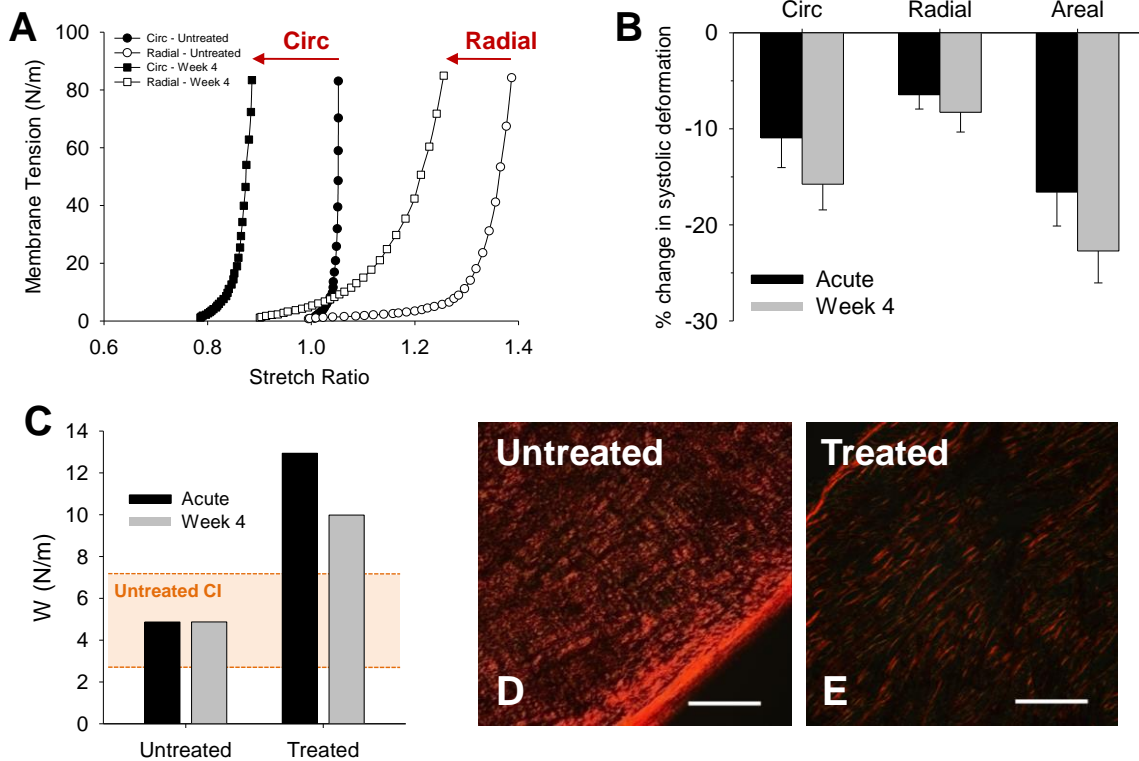 A
Circ - Untreated
Radial - Untreated
Circ - Week 4
Radial - Week 4
Circ
Radial
Membrane Tension (N/m)
100
80
60
40
20
0
0.6
0.8
1.0
1.2
1.4
Stretch Ratio
B
Circ
Radial
Areal
% change in systolic deformation
0
-10
-20
-30
Acute
Week 4
C
W (N/m)
14
12
10
8
6
4
2
0
Acute
Week 4
Untreated CI
Untreated
Treated
Untreated
D
Treated
E